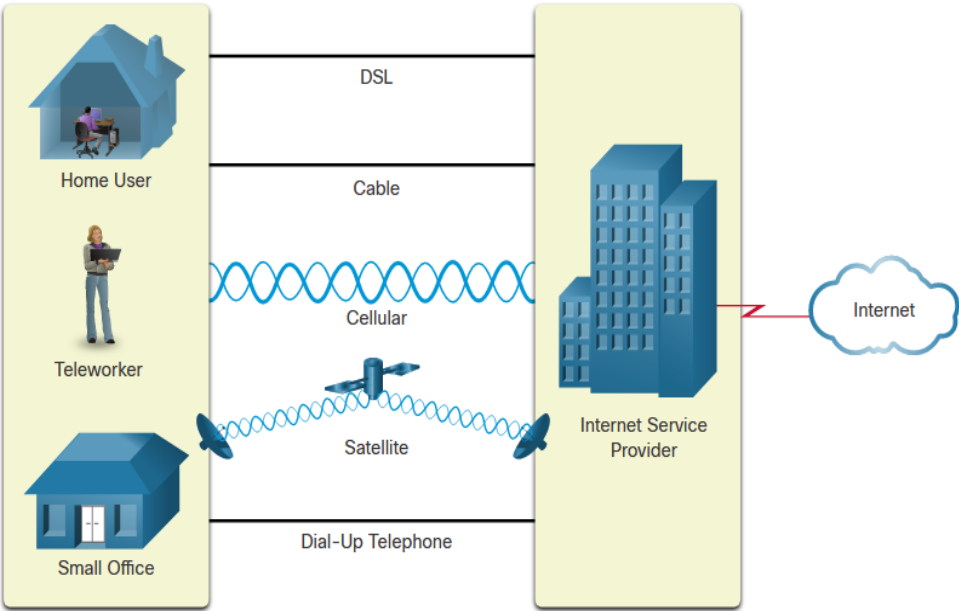 DSL
Home User
Cable
Cellular
Internet
Teleworker
Satellite
Internet Service
Provider
Dial-Up Telephone
Small Office